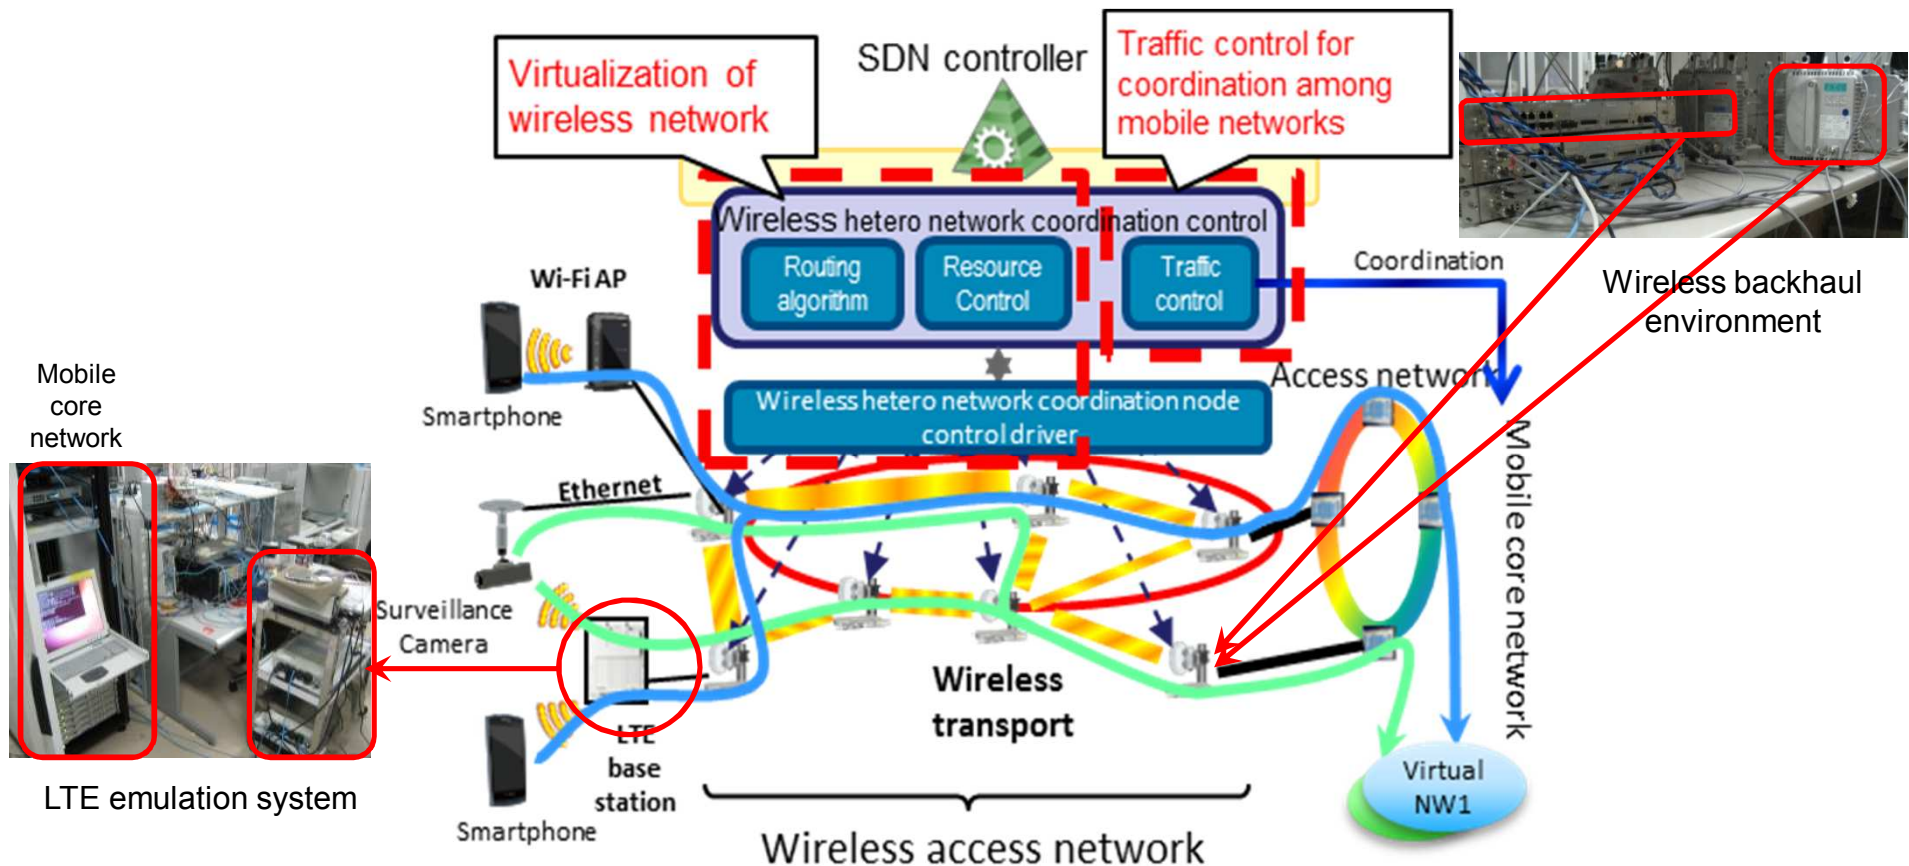 Virtualization of
wireless network
SDN controller
Traffic control for
coordination among
mobile networks
Wireless hetero network coordination control
Routing
algorithm
Resource
Control
Traffic
control
Coordination
Wireless backhaul
environment
Wi-Fi AP
Smartphone
Access network
Wireless hetero network coordination node
control driver
Mobile
core
network
Ethernet
Mobile core network
Surveillance
Camera
LTE
base
station
Wireless
transport
LTE emulation system
Smartphone
Virtual
NW1
Wireless access network